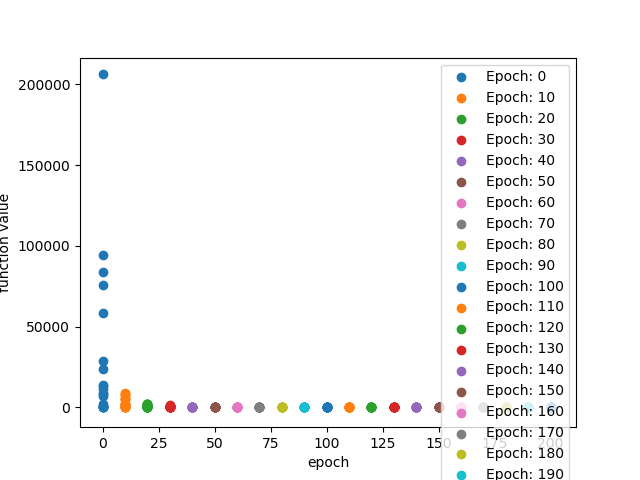 200000
150000
100000
50000
0
function value
0 25 50 75 100 125 150 175 200
epoch
Epoch: 0
Epoch: 10
Epoch: 20
Epoch: 30
Epoch: 40
Epoch: 50
Epoch: 60
Epoch: 70
Epoch: 80
Epoch: 90
Epoch: 100
Epoch: 110
Epoch: 120
Epoch: 130
Epoch: 140
Epoch: 150
Epoch: 160
Epoch: 170
Epoch: 180
Epoch: 190